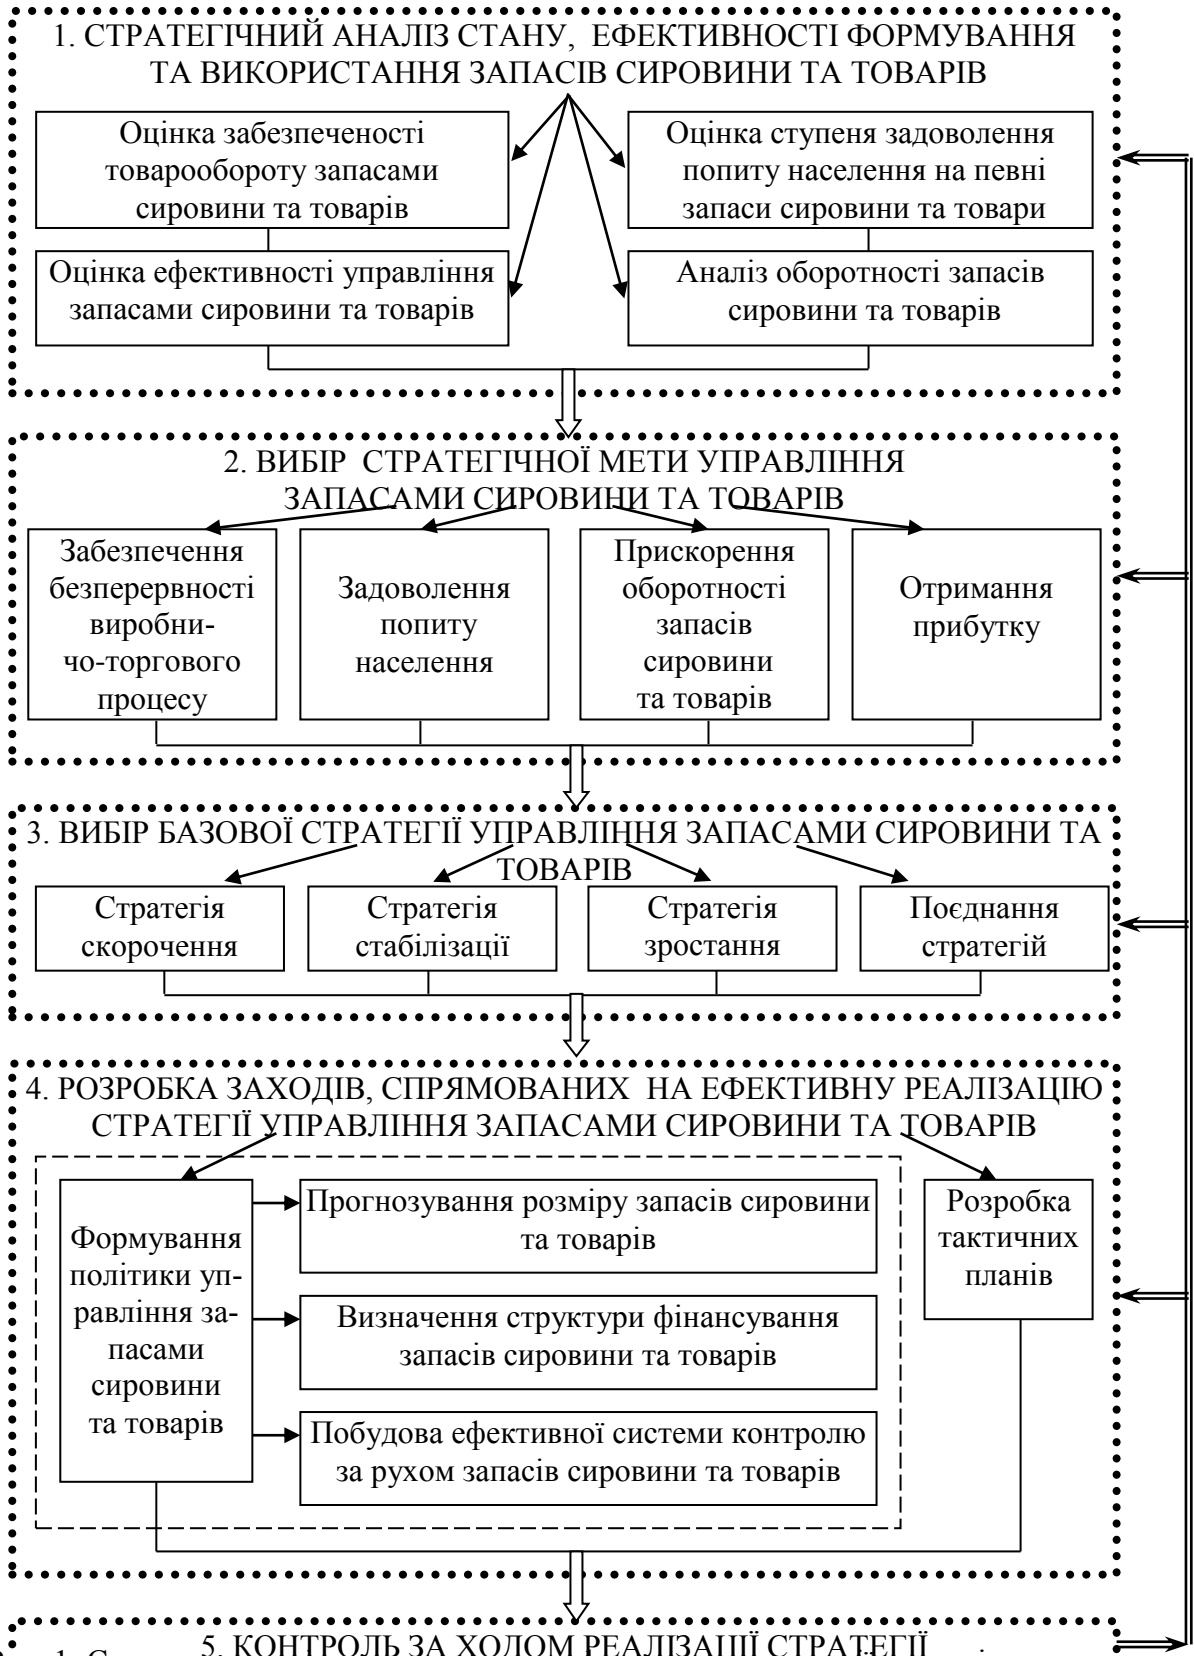 1. СТРАТЕГІЧНИЙ АНАЛІЗ СТАНУ, ЕФЕКТИВНОСТІ ФОРМУВАННЯ
ТА ВИКОРИСТАННЯ ЗАПАСІВ СИРОВИНИ ТА ТОВАРІВ
Оцінка забезпеченості
товарообороту запасами
сировини та товарів
Оцінка ступеня задоволення
попиту населення на певні
запаси сировини та товари
Оцінка ефективності управління
запасами сировини та товарів
Аналіз оборотності запасів
сировини та товарів
2. ВИБІР СТРАТЕГІЧНОЇ МЕТИ УПРАВЛІННЯ
ЗАПАСАМИ СИРОВИНИ ТА ТОВАРІВ
Забезпечення
безперервності
виробни-
чо-торгового
процесу
Задоволення
попиту
населення
Прискорення
оборотності
запасів
сировини
та товарів
Отримання
прибутку
3. ВИБІР БАЗОВОЇ СТРАТЕГІЇ УПРАВЛІННЯ ЗАПАСАМИ СИРОВИНИ ТА
ТОВАРІВ
Стратегія
скорочення
Стратегія
стабілізації
Стратегія
зростання
Поєднання
стратегій
4. РОЗРОБКА ЗАХОДІВ, СПРЯМОВАНИХ НА ЕФЕКТИВНУ РЕАЛІЗАЦІЮ
СТРАТЕГІЇ УПРАВЛІННЯ ЗАПАСАМИ СИРОВИНИ ТА ТОВАРІВ
Формування
політики уп-
равління за-
пасами
сировини
та товарів
Прогнозування розміру запасів сировини
та товарів
Визначення структури фінансування
запасів сировини та товарів
Побудова ефективної системи контролю
за рухом запасів сировини та товарів
Розробка
тактичних
планів
5. КОНТРОЛЬ ЗА ХОДОМ РЕАЛІЗАЦІЇ СТРАТЕГІЇ